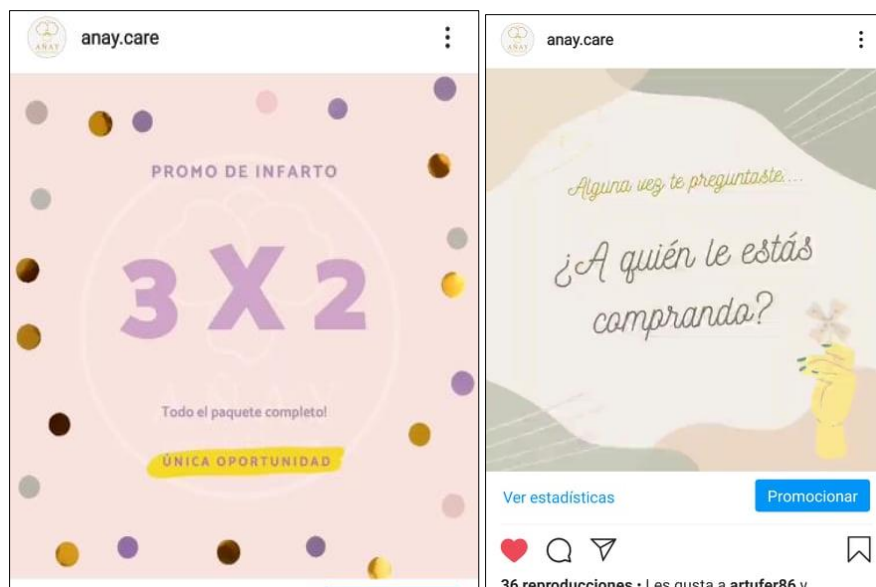 anay.care
PROMO DE INFARTO
3 X 2
Todo el paquete completo!
ÚNICA OPORTUNIDAD
anay.care
Alguna vez te preguntaste....
¿A quién le estás
comprando?
Ver estadísticas
Promocionar
36 reproducciones • Les gusta a artufer86 y